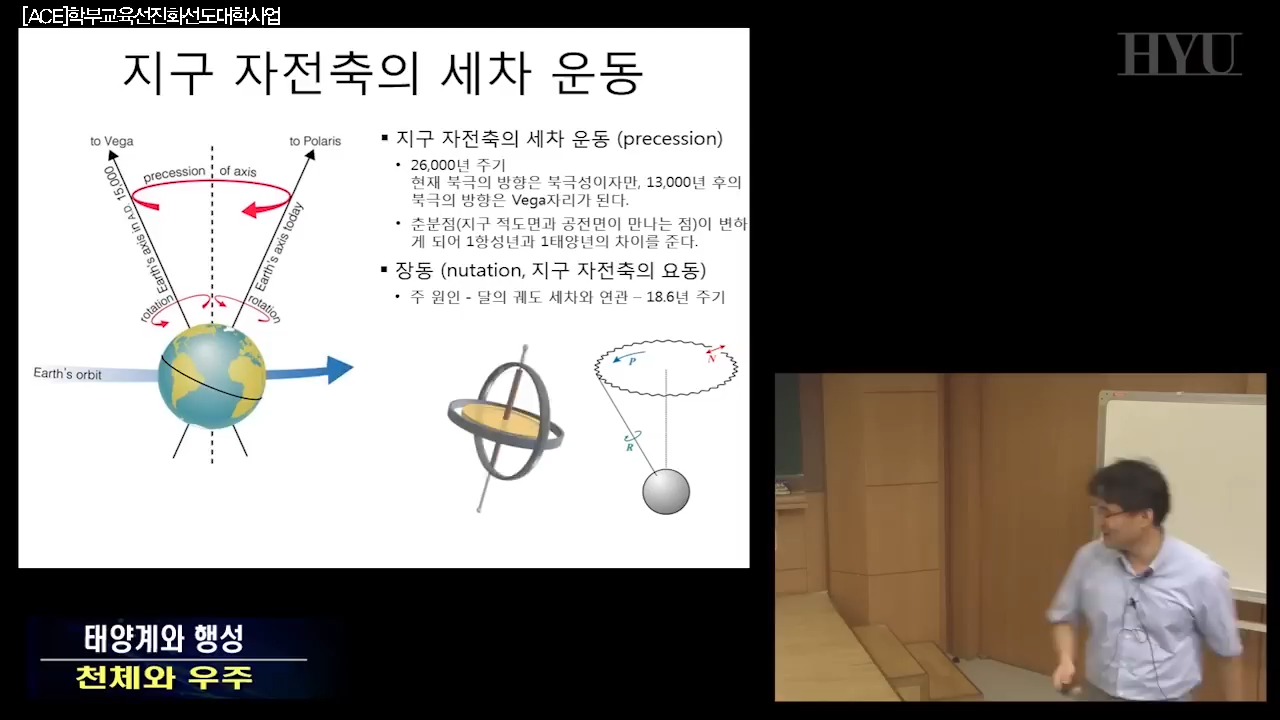 [ACE]학부교육선진화선도대학사업
HYU
지구 자전축의 세차 운동
to Vega
to Polaris
precession of axis
Earth's axis in A.D. 15,000
Earth's axis today
rotation
rotation
Earth's orbit
▪ 지구 자전축의 세차 운동 (precession)
• 26,000년 주기
현재 북극의 방향은 북극성이자만, 13,000년 후의
북극의 방향은 Vega자리가 된다.
• 춘분점(지구 적도면과 공전면이 만나는 점)이 변하
게 되어 1항성년과 1태양년의 차이를 준다.
▪ 장동 (nutation, 지구 자전축의 요동)
• 주 원인 - 달의 궤도 세차와 연관 – 18.6년 주기
P
N
R
태양계와 행성
천체와 우주